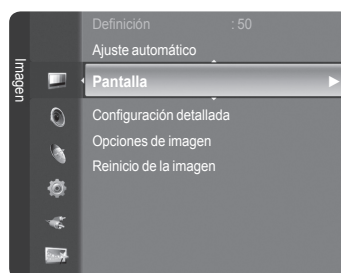 Imagen
Definición : 50
Ajuste automático
Pantalla
Configuración detallada
Opciones de imagen
Reinicio de la imagen